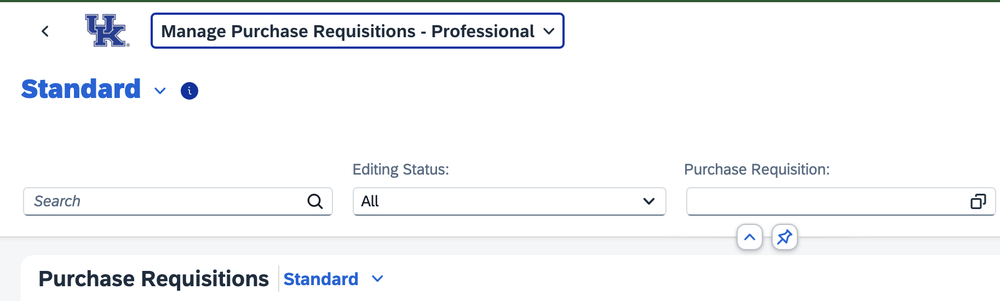 UK
Manage Purchase Requisitions - Professional
Standard
Editing Status:
Purchase Requisition:
Search
All
Purchase Requisitions
Standard